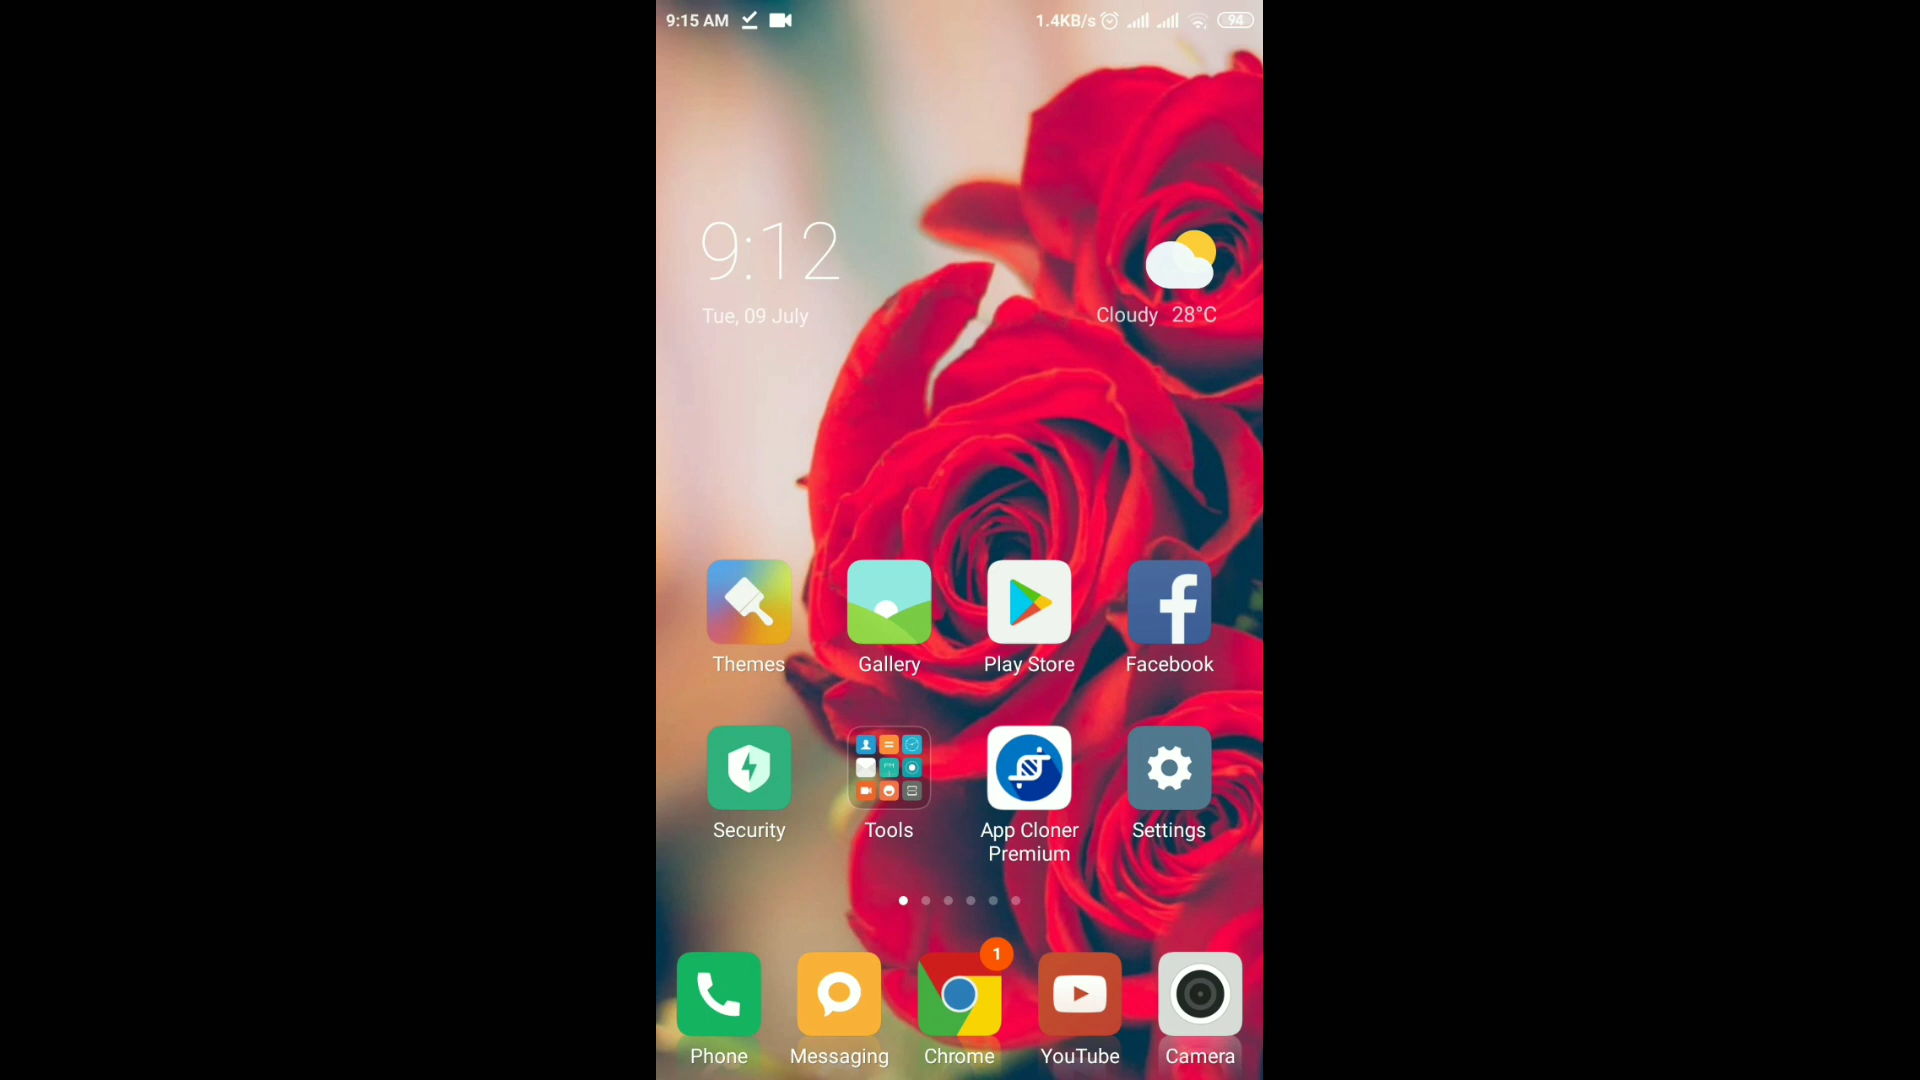 9:15 AM 1.4KB/s 94
9:12
Tue, 09 July
Cloudy 28°C
Themes Gallery Play Store Facebook
Security Tools App Cloner Settings
Premium
1
Phone Messaging Chrome YouTube Camera